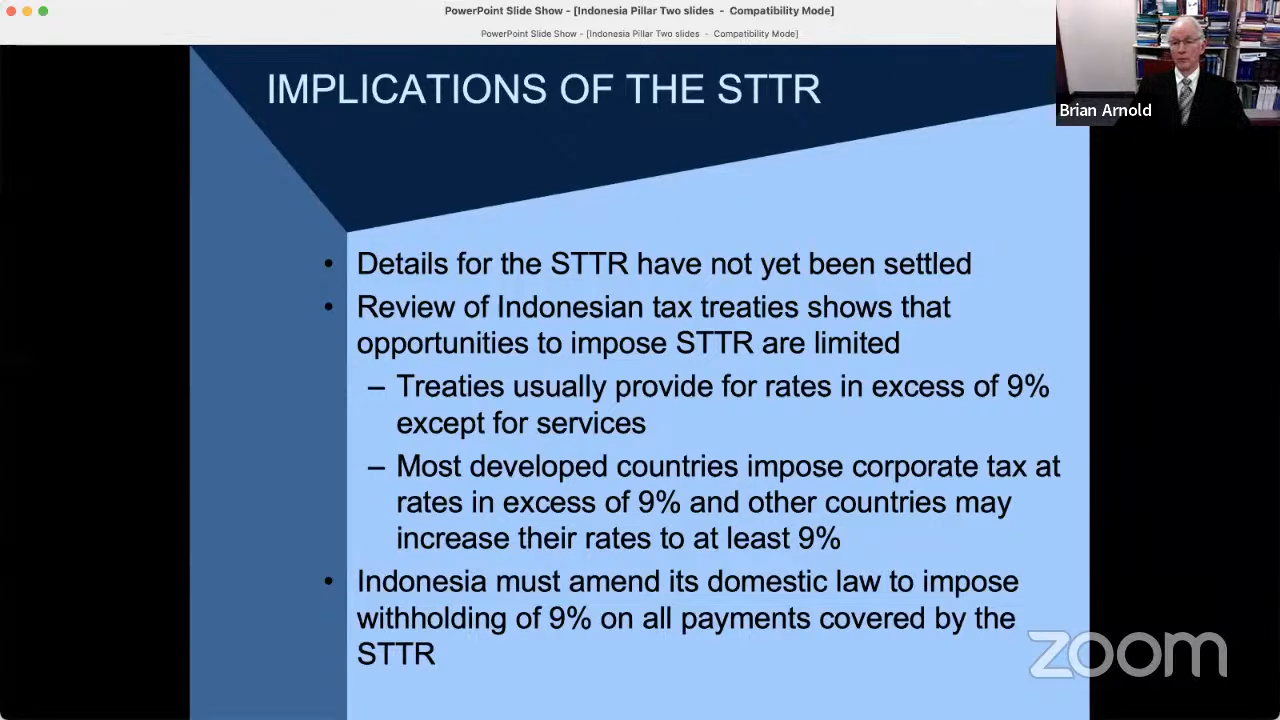 PowerPoint Slide Show - [Indonesia Pillar Two slides - Compatibility Mode]
PowerPoint Slide Show - [Indonesia Pillar Two slides - Compatibility Mode]
IMPLICATIONS OF THE STTR
Brian Arnold
• Details for the STTR have not yet been settled
• Review of Indonesian tax treaties shows that
opportunities to impose STTR are limited
– Treaties usually provide for rates in excess of 9%
except for services
– Most developed countries impose corporate tax at
rates in excess of 9% and other countries may
increase their rates to at least 9%
• Indonesia must amend its domestic law to impose
withholding of 9% on all payments covered by the
STTR
zoom